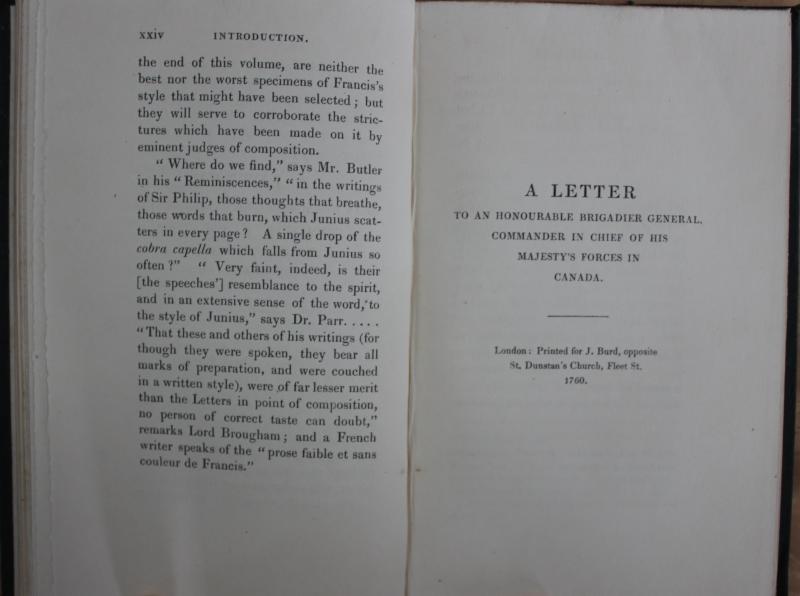 xxiv INTRODUCTION.
the end of this volume, are neither the
best nor the worst specimens of Francis's
style that might have been selected; but
they will serve to corroborate the stric-
tures which have been made on it by
eminent judges of composition.
"Where do we find," says Mr. Butler
in his "Reminiscences," "in the writings
of Sir Philip, those thoughts that breathe,
those words that burn, which Junius scat-
ters in every page? A single drop of the
cobra capella which falls from Junius so
often?" "Very faint, indeed, is their
[the speeches'] resemblance to the spirit,
and in an extensive sense of the word, to
the style of Junius," says Dr. Parr.....
"That these and others of his writings (for
though they were spoken, they bear all
marks of preparation, and were couched
in a written style), were of far lesser merit
than the Letters in point of composition,
no person of correct taste can doubt,"
remarks Lord Brougham; and a French
writer speaks of the "prose faible et sans
couleur de Francis."
A LETTER
TO AN HONOURABLE BRIGADIER GENERAL,
COMMANDER IN CHIEF OF HIS
MAJESTY'S FORCES IN
CANADA.
London: Printed for J. Burd, opposite
St. Dunstan's Church, Fleet St.
1760.